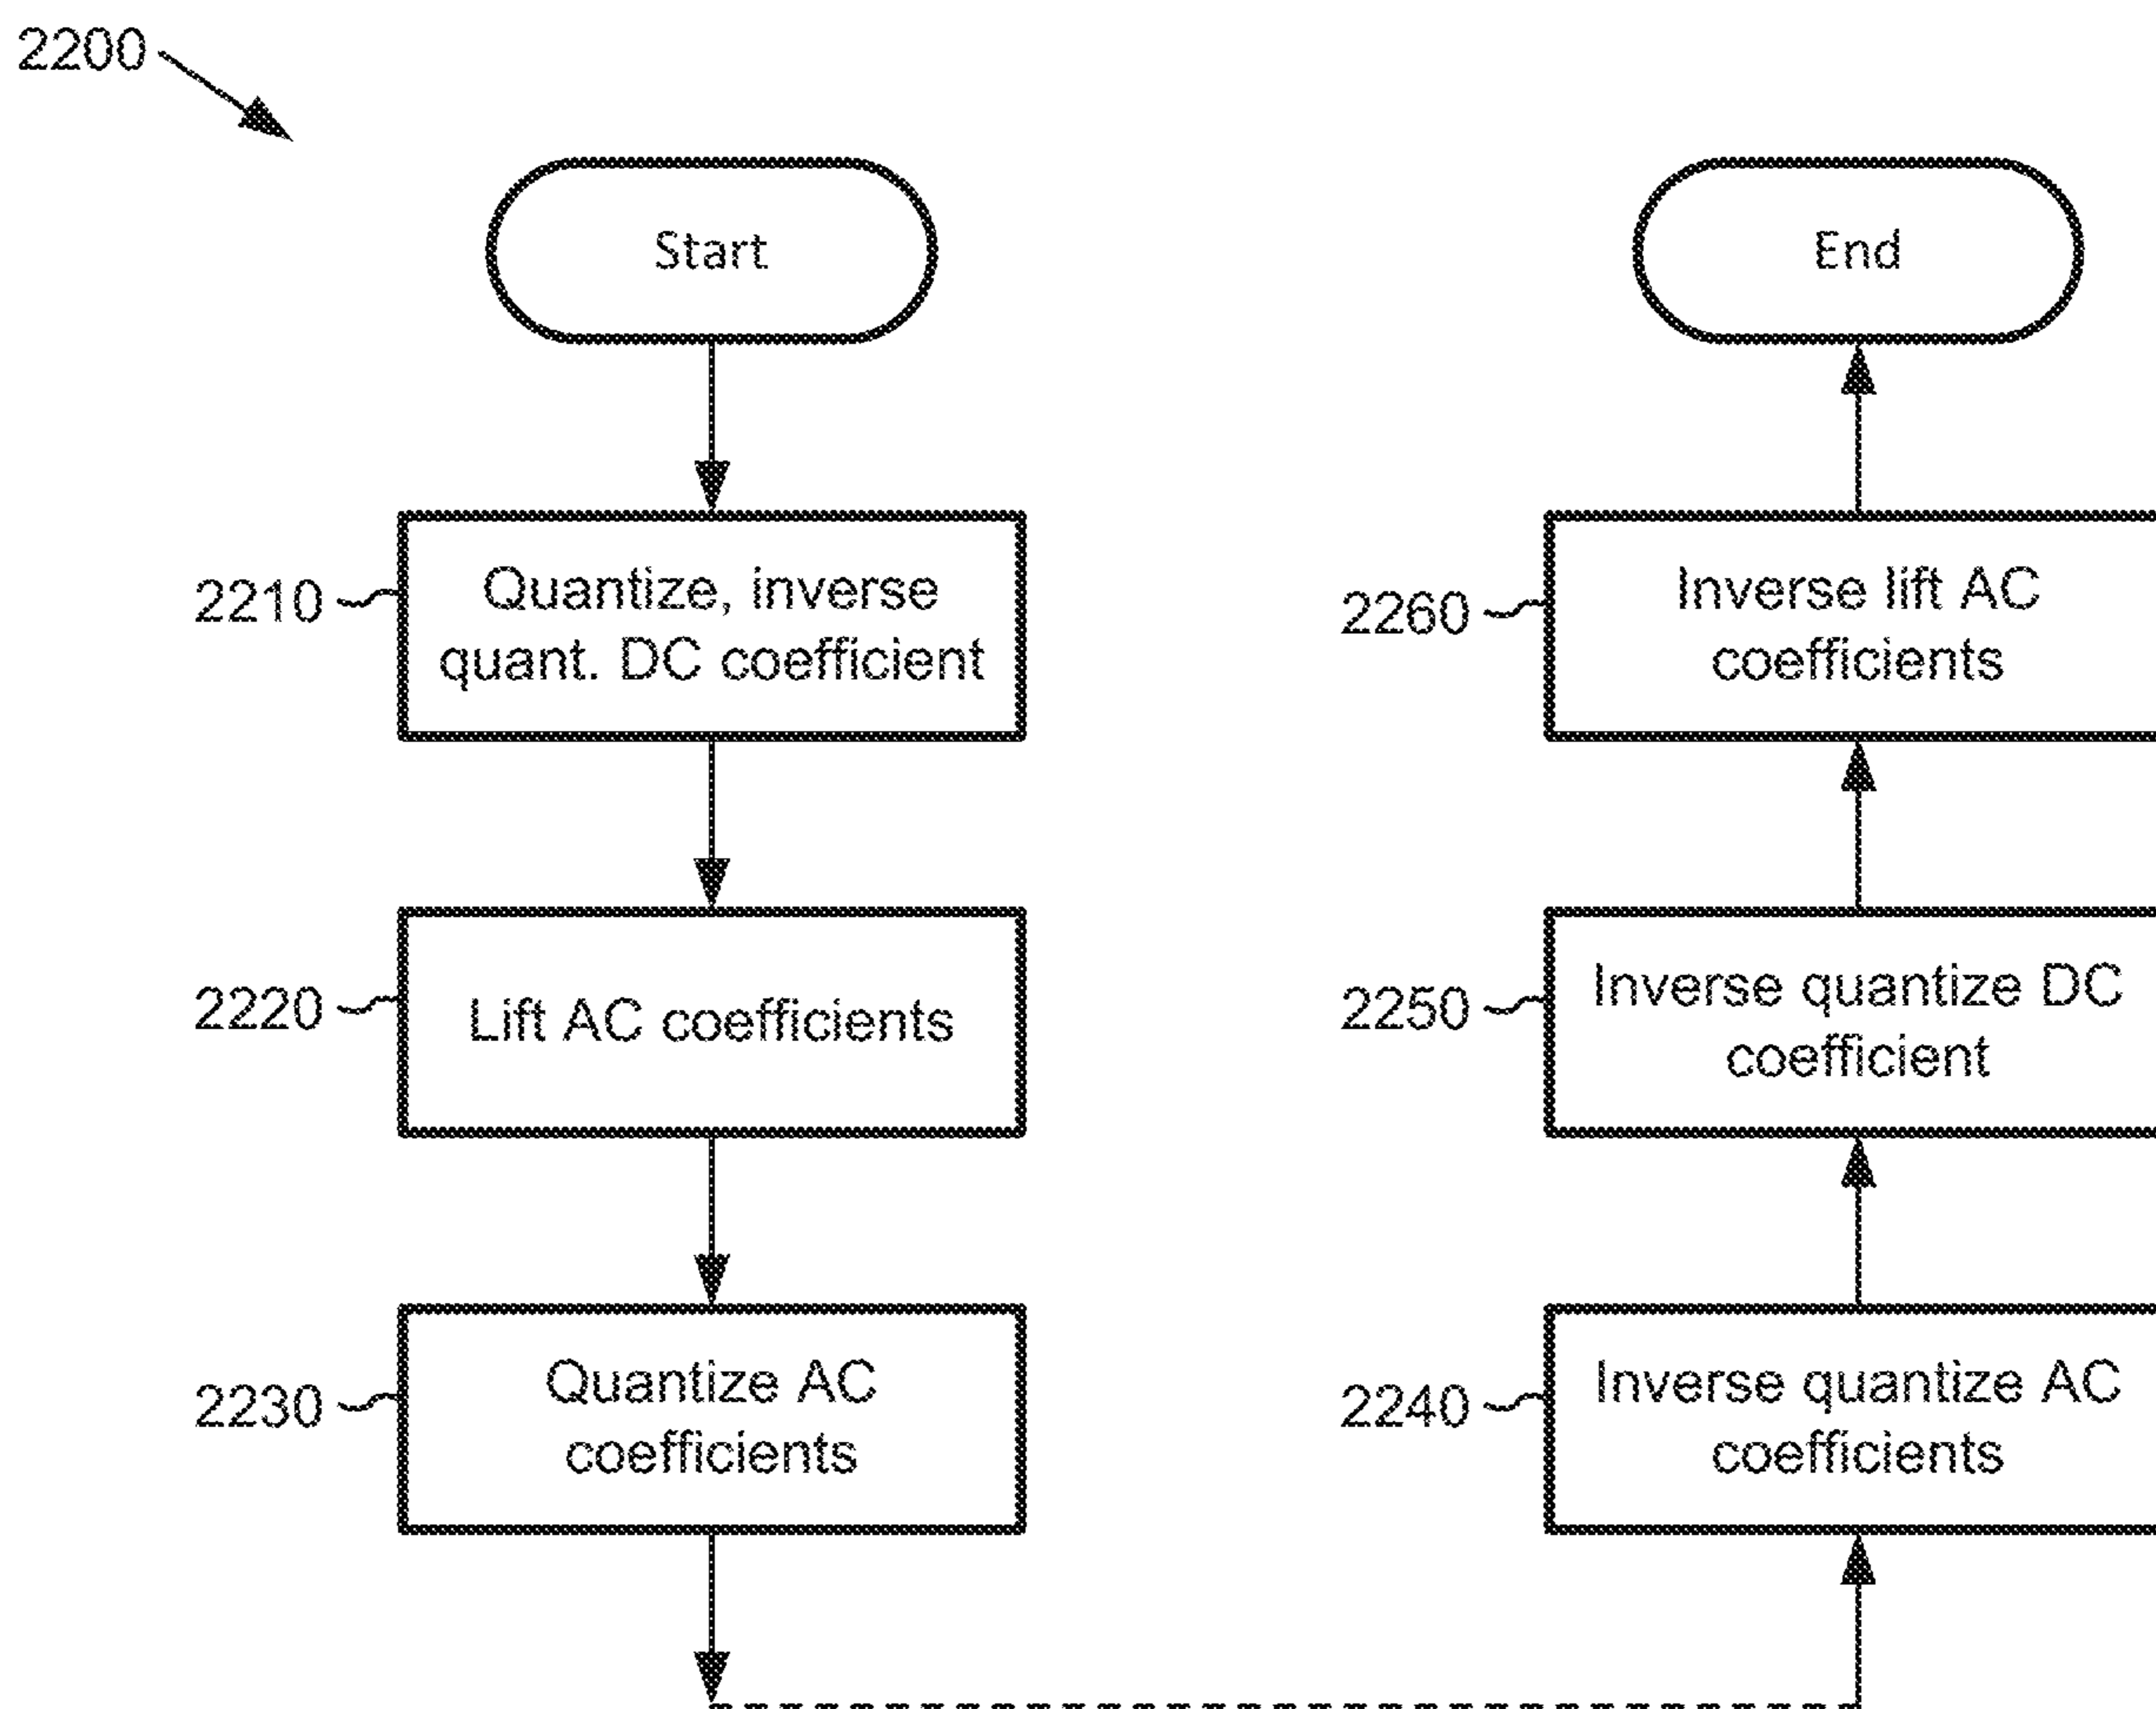 2200
Start
2210
Quantize, inverse
quant. DC coefficient
2220
Lift AC coefficients
2230
Quantize AC
coefficients
End
2260
Inverse lift AC
coefficients
2250
Inverse quantize DC
coefficient
2240
Inverse quantize AC
coefficients